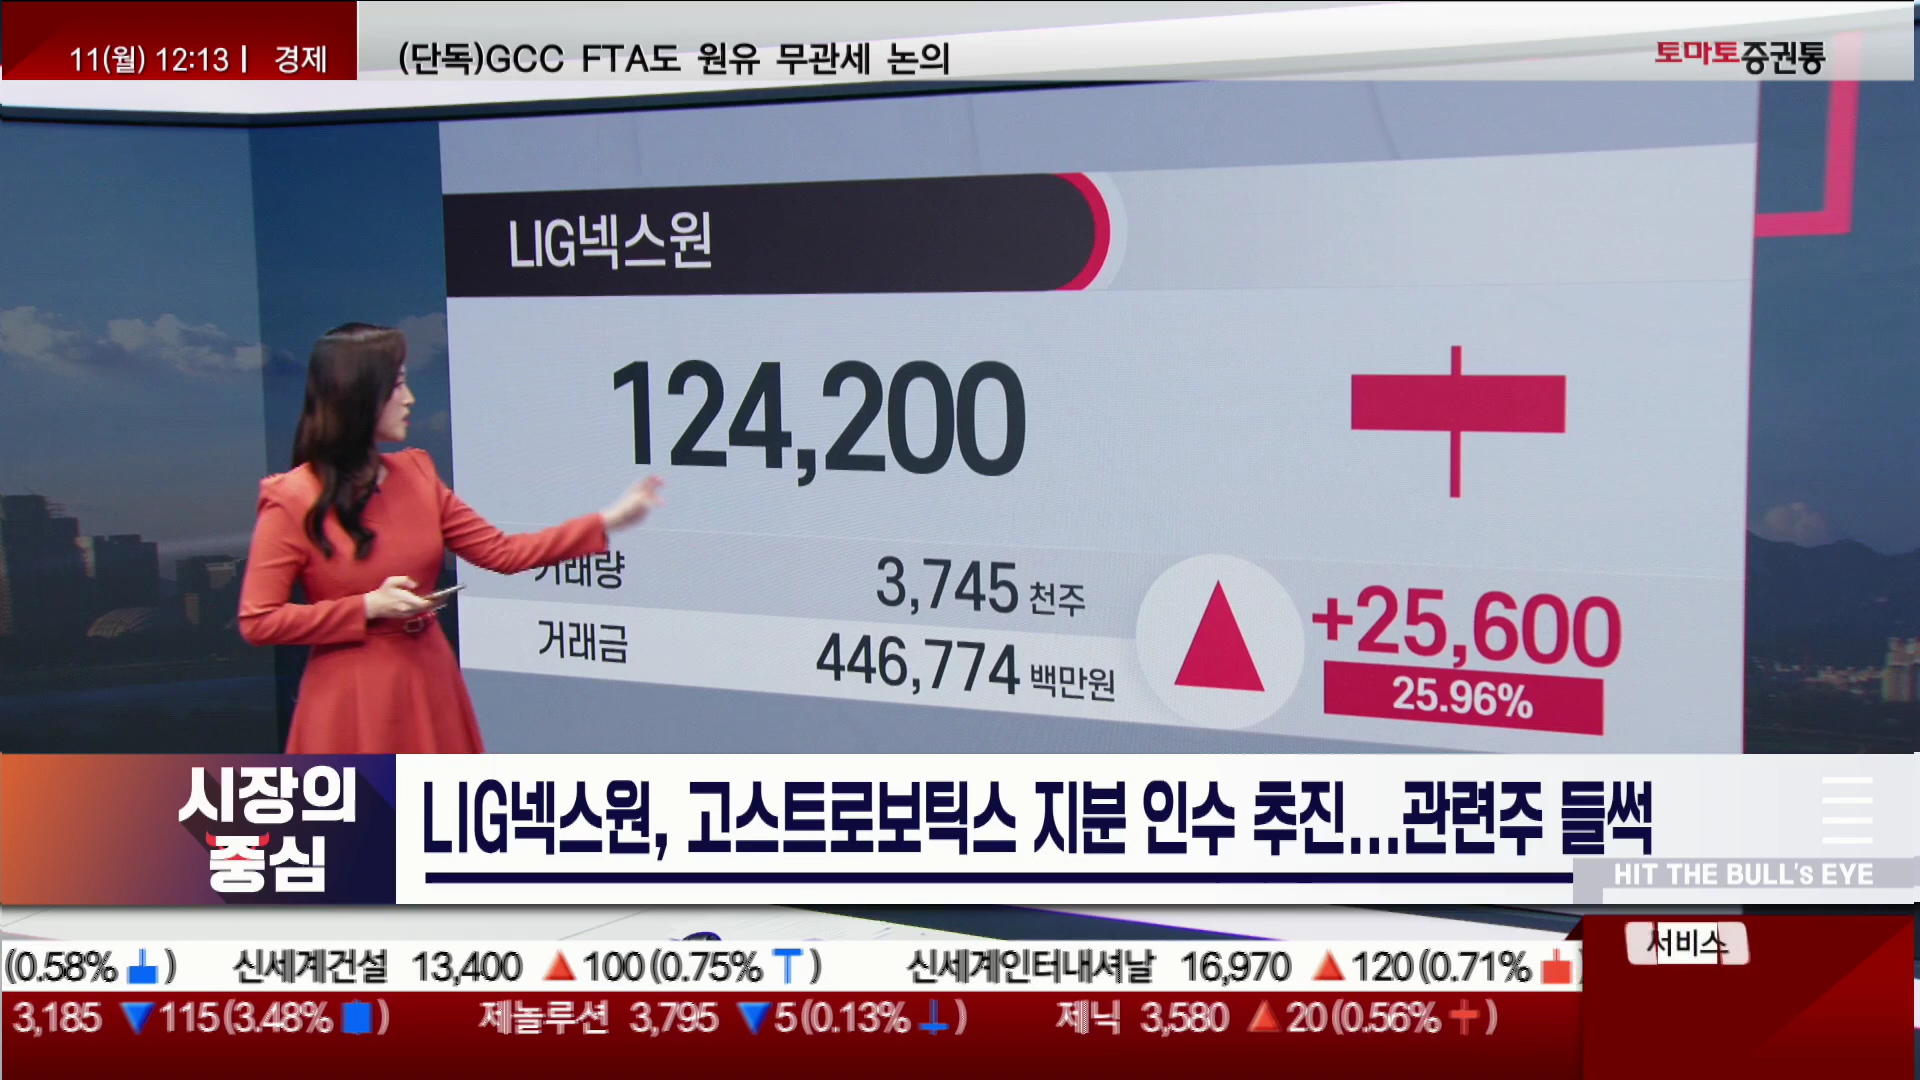 11(월) 12:13 | 경제
(단독)GCC FTA도 원유 무관세 논의
토마토증권통
LIG넥스원
124,200
거래량 3,745 천주
거래금 446,774 백만원
+25,600
25.96%
시장의
중심
LIG넥스원, 고스트로보틱스 지분 인수 추진...관련주 들썩
HIT THE BULL's EYE
(0.58% ) 신세계건설 13,400 ▲100(0.75% ) 신세계인터내셔날 16,970 ▲120(0.71% )
서비스
3,185 ▼115(3.48% ) 제놀루션 3,795 ▼5(0.13% ) 제닉 3,580 ▲20(0.56% )